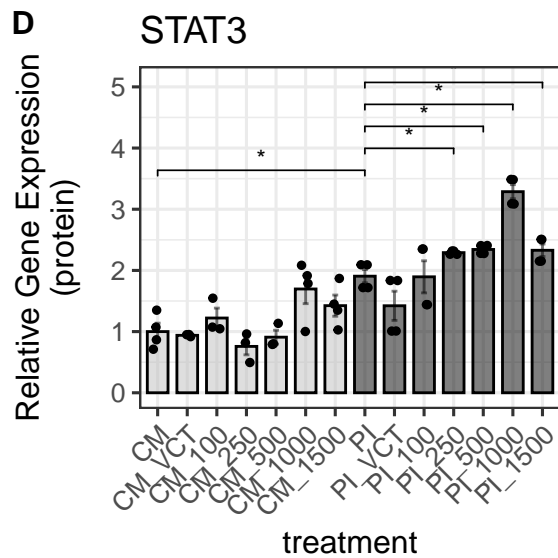 D
STAT3
Relative Gene Expression
(protein)
5
4
3
2
1
0
*
*
*
*
CM
CM_VCT
CM_100
CM_250
CM_500
CM_1000
CM_1500
PI
PI_VCT
PI_100
PI_250
PI_500
PI_1000
PI_1500
treatment